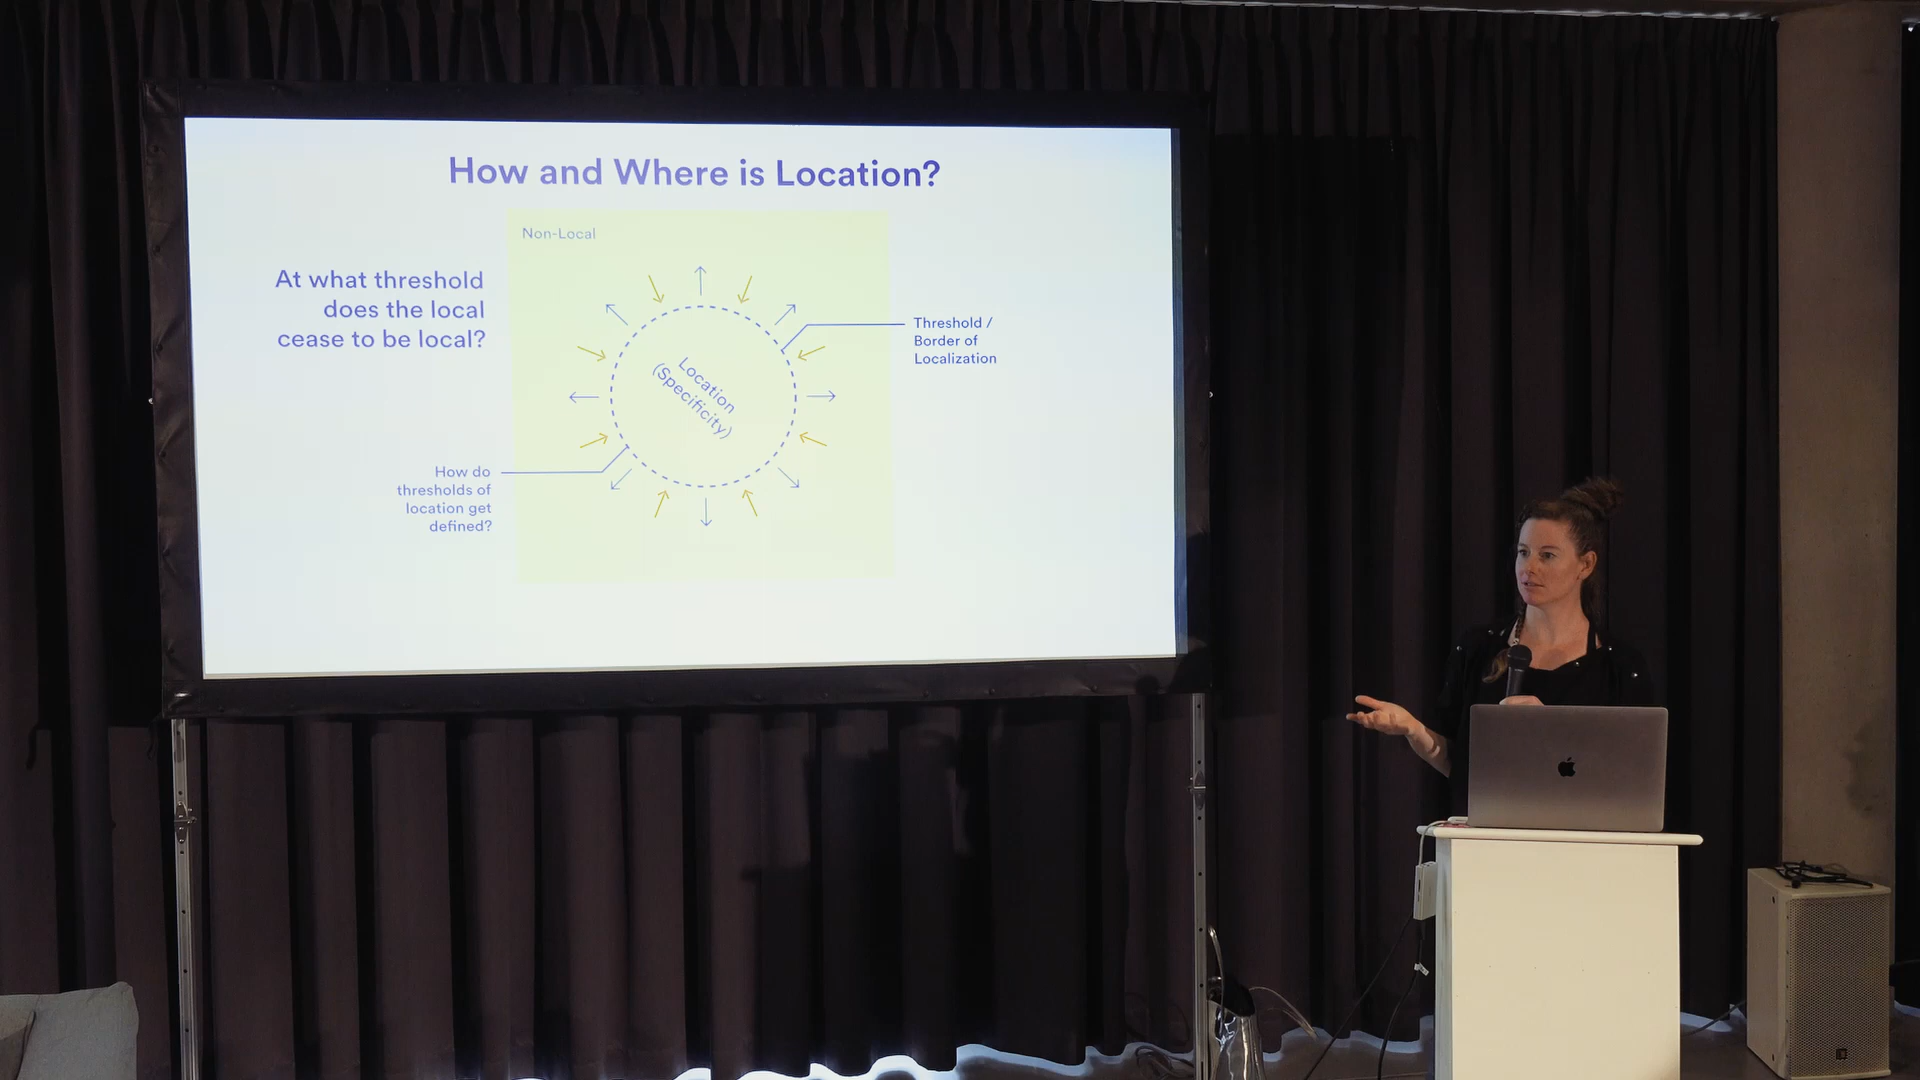 How and Where is Location?
Non-Local
At what threshold
does the local
cease to be local?
Threshold /
Border of
Localization
Location
(Specificity)
How do
thresholds of
location get
defined?